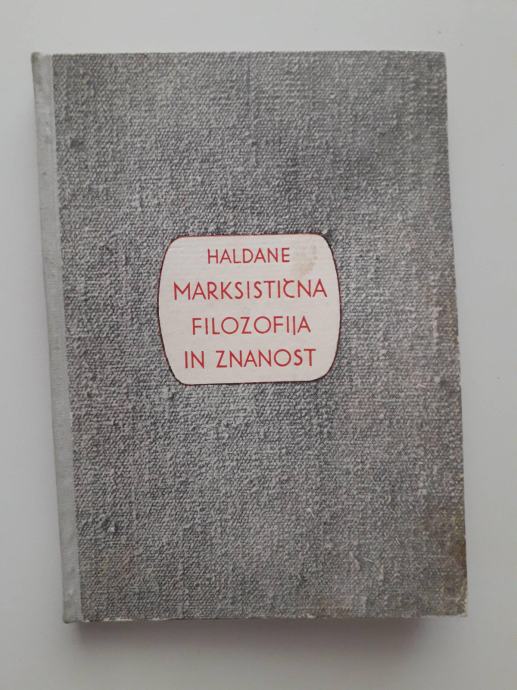 HALDANE
MARKSISTIČNA
FILOZOFIJA
IN ZNANOST